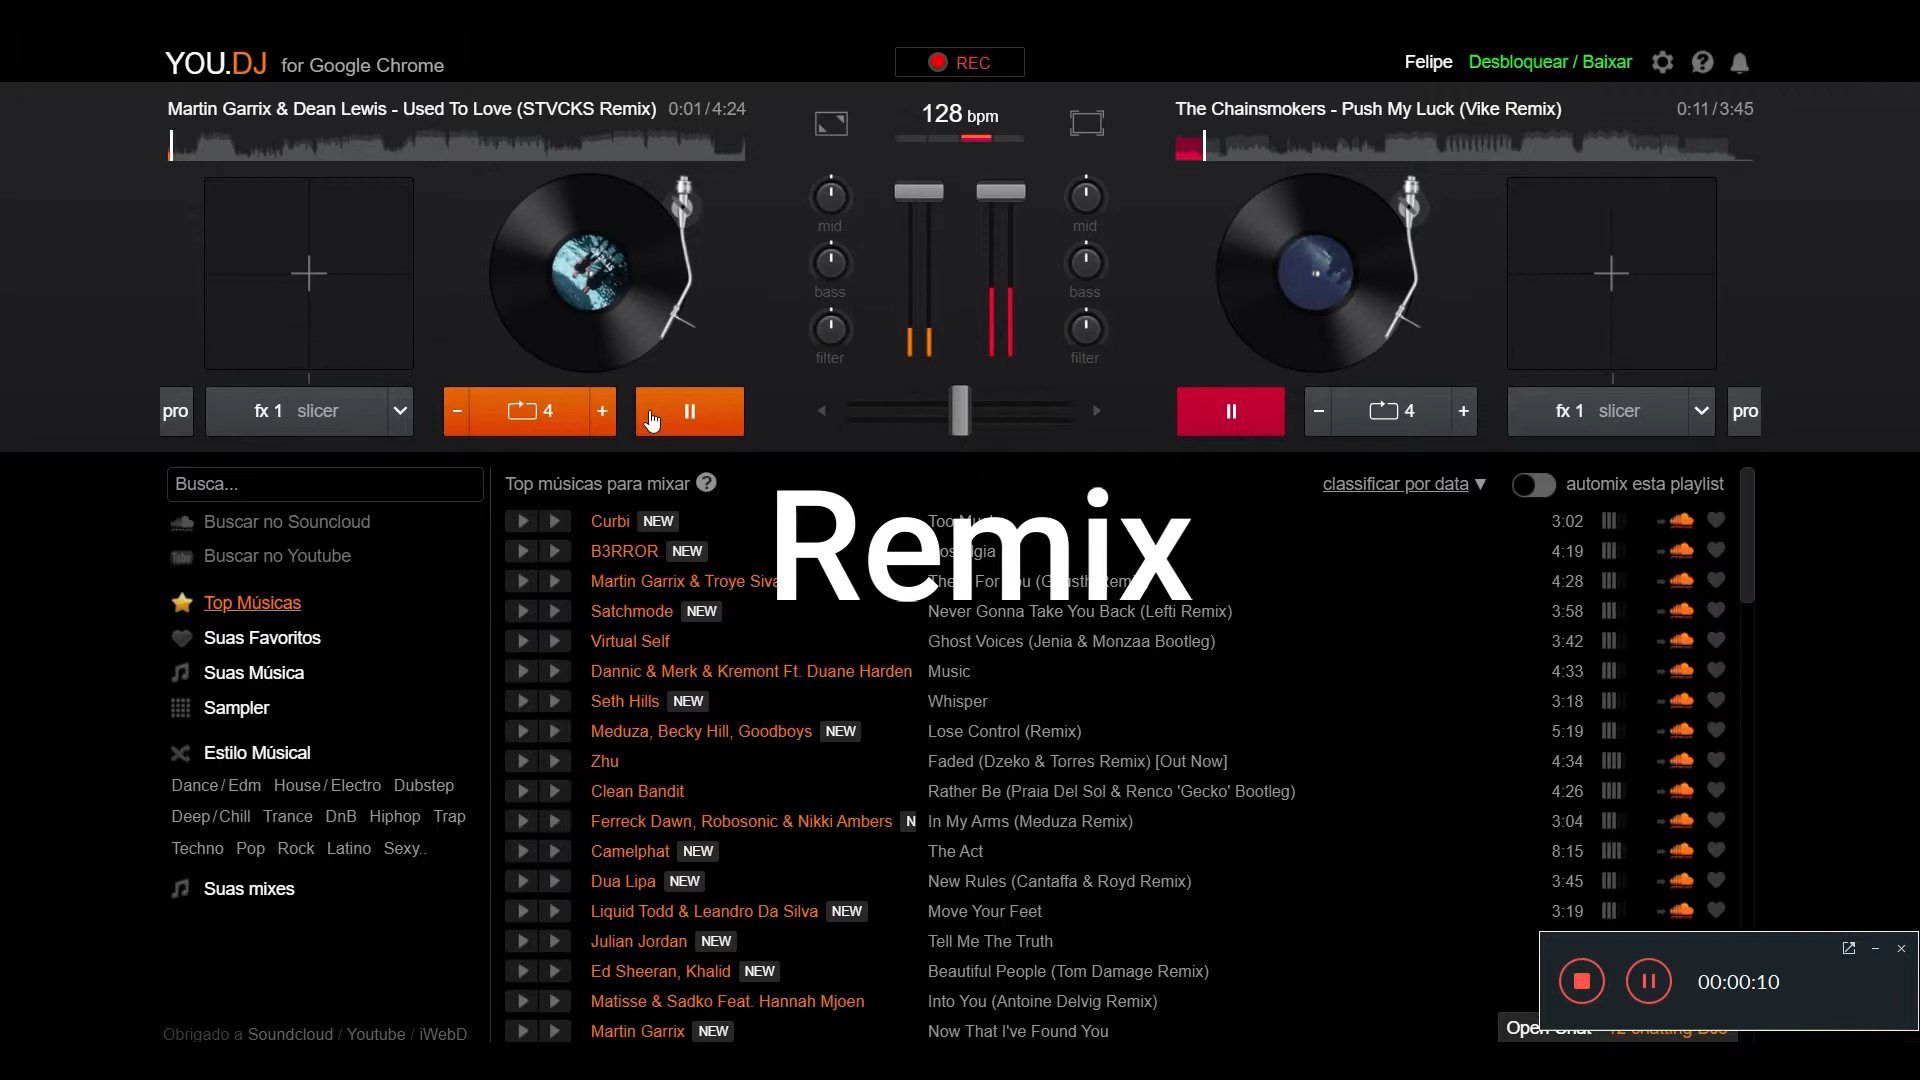 YOU.DJ for Google Chrome
REC
Felipe Desbloquear / Baixar
Martin Garrix & Dean Lewis - Used To Love (STVCKS Remix) 0:01/4:24
128 bpm
The Chainsmokers - Push My Luck (Vike Remix) 0:11/3:45
mid mid
bass bass
filter filter
pro fx 1 slicer - 4 + 
- 4 + fx 1 slicer pro
Busca...
Buscar no Souncloud
Buscar no Youtube
Top Músicas
Suas Favoritos
Suas Música
Sampler
Estilo Músical
Dance/Edm House/Electro Dubstep
Deep/Chill Trance DnB Hiphop Trap
Techno Pop Rock Latino Sexy..
Suas mixes
Obrigado a Soundcloud / Youtube / iWebD
Top músicas para mixar ?
classificar por data ▼ automix esta playlist
Remix
Curbi NEW 3:02
B3RROR NEW 4:19
Martin Garrix & Troye Siva 4:28
Satchmode NEW Never Gonna Take You Back (Lefti Remix) 3:58
Virtual Self Ghost Voices (Jenia & Monzaa Bootleg) 3:42
Dannic & Merk & Kremont Ft. Duane Harden Music 4:33
Seth Hills NEW Whisper 3:18
Meduza, Becky Hill, Goodboys NEW Lose Control (Remix) 5:19
Zhu Faded (Dzeko & Torres Remix) [Out Now] 4:34
Clean Bandit Rather Be (Praia Del Sol & Renco 'Gecko' Bootleg) 4:26
Ferreck Dawn, Robosonic & Nikki Ambers N In My Arms (Meduza Remix) 3:04
Camelphat NEW The Act 8:15
Dua Lipa NEW New Rules (Cantaffa & Royd Remix) 3:45
Liquid Todd & Leandro Da Silva NEW Move Your Feet 3:19
Julian Jordan NEW Tell Me The Truth
Ed Sheeran, Khalid NEW Beautiful People (Tom Damage Remix)
Matisse & Sadko Feat. Hannah Mjoen Into You (Antoine Delvig Remix)
Martin Garrix NEW Now That I've Found You
00:00:10